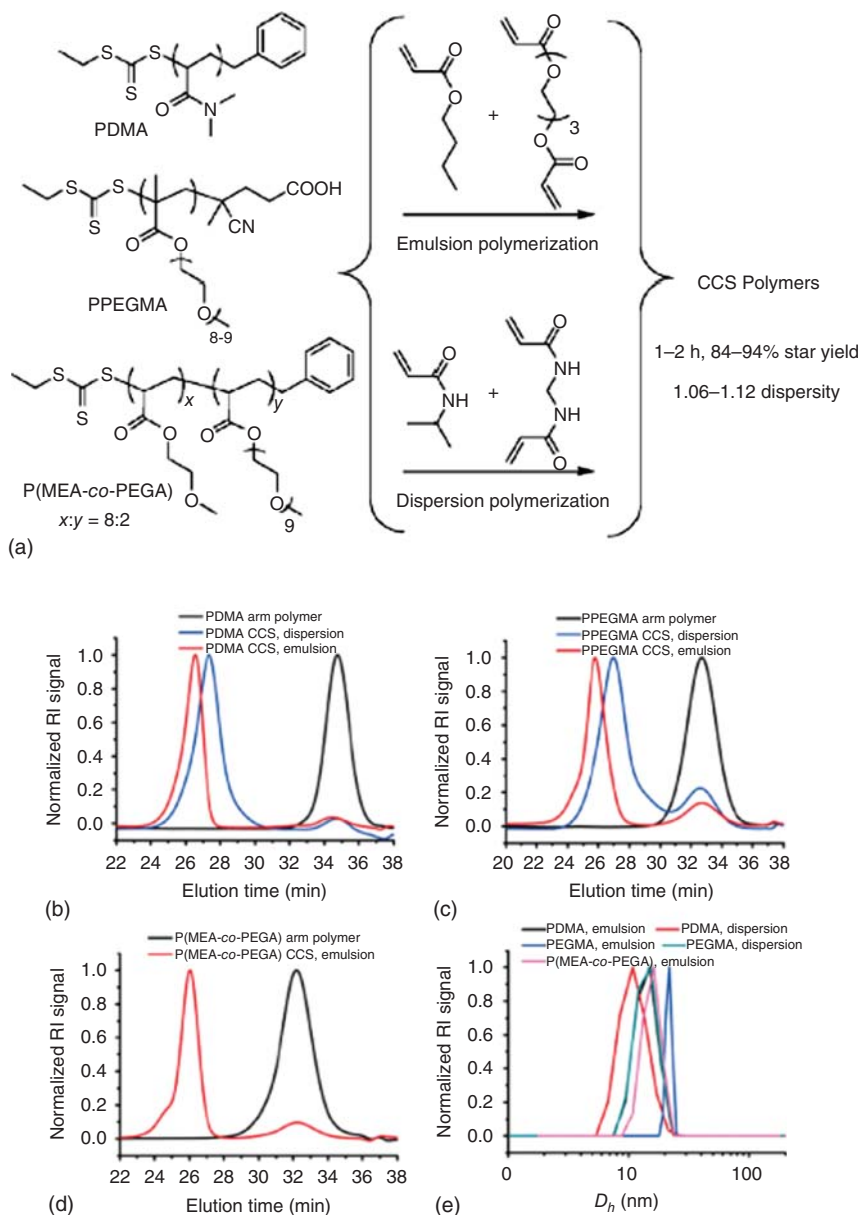 S
S
S
O
N
PDMA
S
S
S
COOH
CN
O
O
O
PPEGMA
8-9
S
S
S
x
y
O
O
O
O
O
O
P(MEA-co-PEGA)
x:y = 8:2
9
(a)
O
O
+
O
O
3
O
O
Emulsion polymerization
O
NH
+
O
NH
NH
O
Dispersion polymerization
CCS Polymers
1–2 h, 84–94% star yield
1.06–1.12 dispersity
PDMA arm polymer
PDMA CCS, dispersion
PDMA CCS, emulsion
Normalized RI signal
1.0
0.8
0.6
0.4
0.2
0.0
22 24 26 28 30 32 34 36 38
Elution time (min)
(b)
PPEGMA arm polymer
PPEGMA CCS, dispersion
PPEGMA CCS, emulsion
Normalized RI signal
1.0
0.8
0.6
0.4
0.2
0.0
20 22 24 26 28 30 32 34 36 38
Elution time (min)
(c)
P(MEA-co-PEGA) arm polymer
P(MEA-co-PEGA) CCS, emulsion
Normalized RI signal
1.0
0.8
0.6
0.4
0.2
0.0
22 24 26 28 30 32 34 36 38
Elution time (min)
(d)
PDMA, emulsion PDMA, dispersion
PEGMA, emulsion PEGMA, dispersion
P(MEA-co-PEGA), emulsion
Normalized RI signal
1.0
0.8
0.6
0.4
0.2
0.0
0 10 100
Dh (nm)
(e)